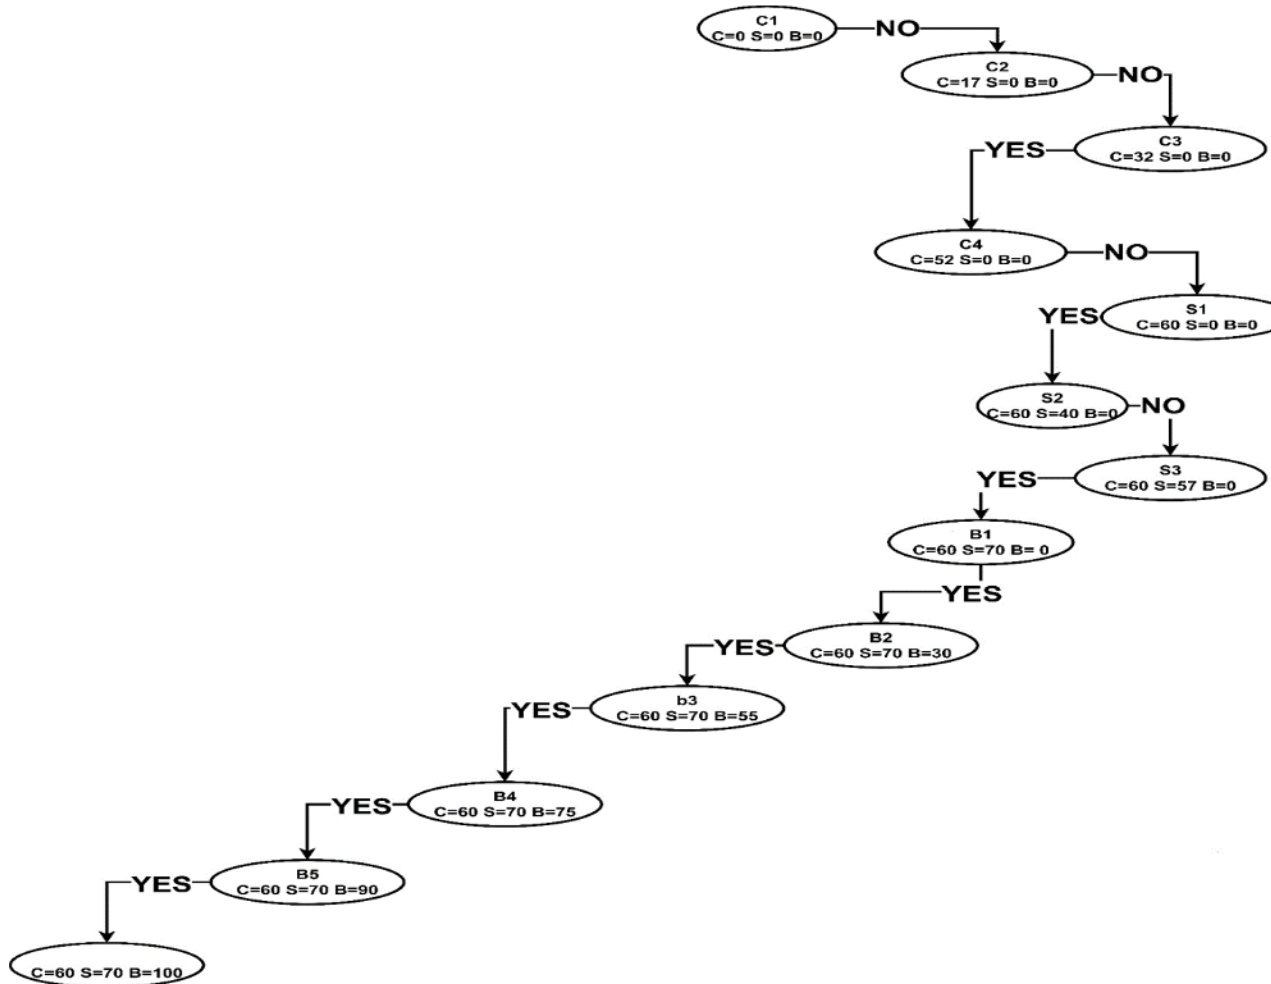 C1
C=0 S=0 B=0
NO
C2
C=17 S=0 B=0
NO
C3
C=32 S=0 B=0
YES
C4
C=52 S=0 B=0
NO
S1
C=60 S=0 B=0
YES
S2
C=60 S=40 B=0
NO
S3
C=60 S=57 B=0
YES
B1
C=60 S=70 B= 0
YES
B2
C=60 S=70 B=30
YES
b3
C=60 S=70 B=55
YES
B4
C=60 S=70 B=75
YES
B5
C=60 S=70 B=90
YES
C=60 S=70 B=100